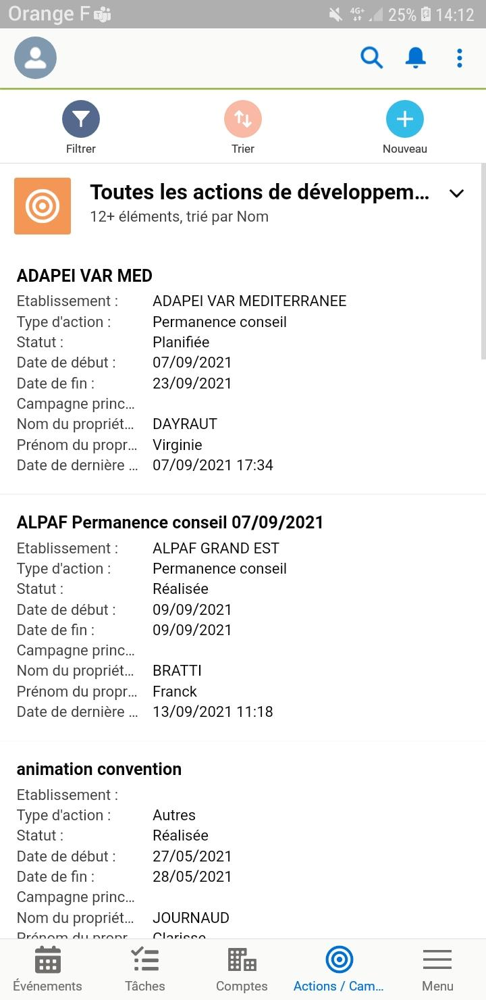 Orange F
4G+ 25% 14:12
Filtrer Trier Nouveau
Toutes les actions de développem...
12+ éléments, trié par Nom
ADAPEI VAR MED
Etablissement : ADAPEI VAR MEDITERRANEE
Type d'action : Permanence conseil
Statut : Planifiée
Date de début : 07/09/2021
Date de fin : 23/09/2021
Campagne princ...
Nom du propriét... DAYRAUT
Prénom du propr... Virginie
Date de dernière ... 07/09/2021 17:34
ALPAF Permanence conseil 07/09/2021
Etablissement : ALPAF GRAND EST
Type d'action : Permanence conseil
Statut : Réalisée
Date de début : 09/09/2021
Date de fin : 09/09/2021
Campagne princ...
Nom du propriét... BRATTI
Prénom du propr... Franck
Date de dernière ... 13/09/2021 11:18
animation convention
Etablissement :
Type d'action : Autres
Statut : Réalisée
Date de début : 27/05/2021
Date de fin : 28/05/2021
Campagne princ...
Nom du propriét... JOURNAUD
Prénom du propr... Clarisse
Événements Tâches Comptes Actions / Cam... Menu